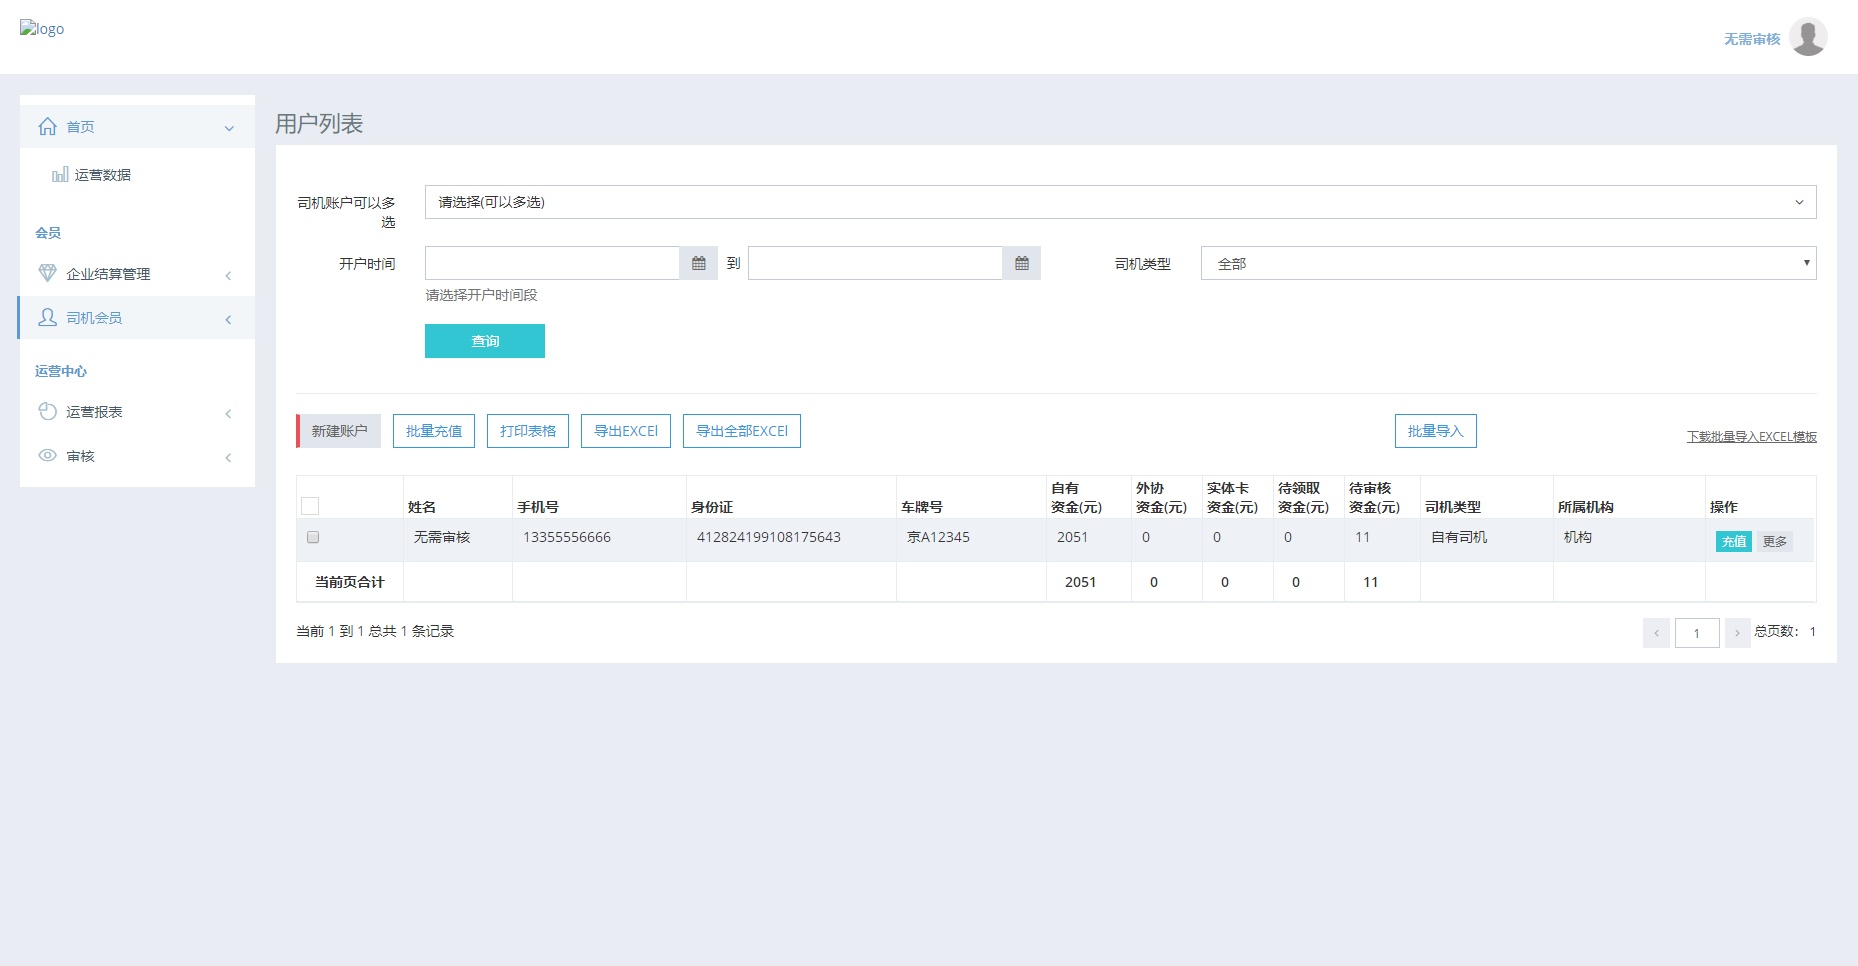 logo
无需审核
首页
运营数据
会员
企业结算管理
司机会员
运营中心
运营报表
审核
用户列表
司机账户可以多
选
请选择(可以多选)
开户时间
到
司机类型
全部
请选择开户时间段
查询
新建账户
批量充值
打印表格
导出EXCEl
导出全部EXCEl
批量导入
下载批量导入EXCEL模板
姓名 手机号 身份证 车牌号 自有 资金(元) 外协 资金(元) 实体卡 资金(元) 待领取 资金(元) 待审核 资金(元) 司机类型 所属机构 操作
无需审核 13355556666 412824199108175643 京A12345 2051 0 0 0 11 自有司机 机构 充值 更多
当前页合计 2051 0 0 0 11
当前 1 到 1 总共 1 条记录
1
总页数： 1